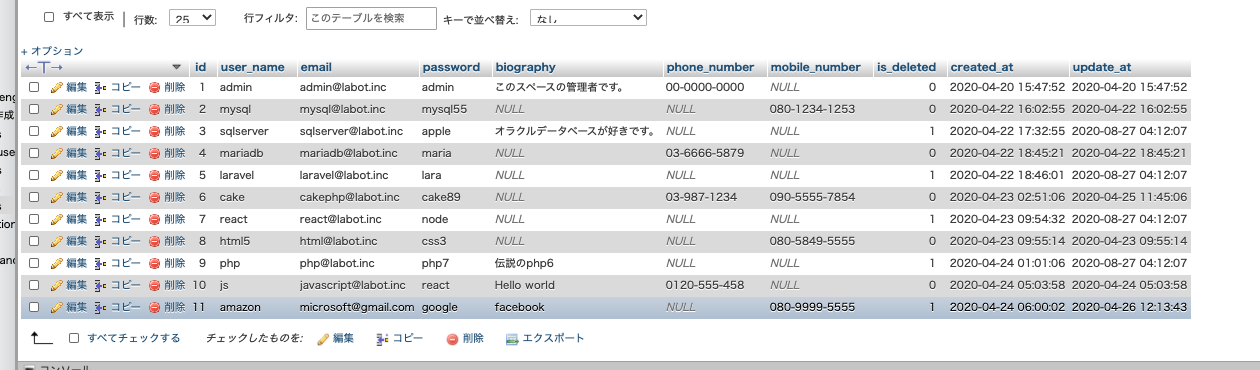 すべて表示 行数: 25 行フィルタ: このテーブルを検索 キーで並べ替え: なし
+ オプション
←T→ id user_name email password biography phone_number mobile_number is_deleted created_at update_at
編集 コピー 削除 1 admin admin@labot.inc admin このスペースの管理者です。 00-0000-0000 NULL 0 2020-04-20 15:47:52 2020-04-20 15:47:52
編集 コピー 削除 2 mysql mysql@labot.inc mysql55 NULL NULL 080-1234-1253 0 2020-04-22 16:02:55 2020-04-22 16:02:55
編集 コピー 削除 3 sqlserver sqlserver@labot.inc apple オラクルデータベースが好きです。 NULL NULL 1 2020-04-22 17:32:55 2020-08-27 04:12:07
編集 コピー 削除 4 mariadb mariadb@labot.inc maria NULL 03-6666-5879 NULL 0 2020-04-22 18:45:21 2020-04-22 18:45:21
編集 コピー 削除 5 laravel laravel@labot.inc lara NULL NULL NULL 1 2020-04-22 18:46:01 2020-08-27 04:12:07
編集 コピー 削除 6 cake cakephp@labot.inc cake89 NULL 03-987-1234 090-5555-7854 0 2020-04-23 02:51:06 2020-04-25 11:45:06
編集 コピー 削除 7 react react@labot.inc node NULL NULL NULL 1 2020-04-23 09:54:32 2020-08-27 04:12:07
編集 コピー 削除 8 html5 html@labot.inc css3 NULL NULL 080-5849-5555 0 2020-04-23 09:55:14 2020-04-23 09:55:14
編集 コピー 削除 9 php php@labot.inc php7 伝説のphp6 NULL NULL 1 2020-04-24 01:01:06 2020-08-27 04:12:07
編集 コピー 削除 10 js javascript@labot.inc react Hello world 0120-555-458 NULL 0 2020-04-24 05:03:58 2020-04-24 05:03:58
編集 コピー 削除 11 amazon microsoft@gmail.com google facebook NULL 080-9999-5555 1 2020-04-24 06:00:02 2020-04-26 12:13:43
すべてチェックする チェックしたものを: 編集 コピー 削除 エクスポート
コンソール